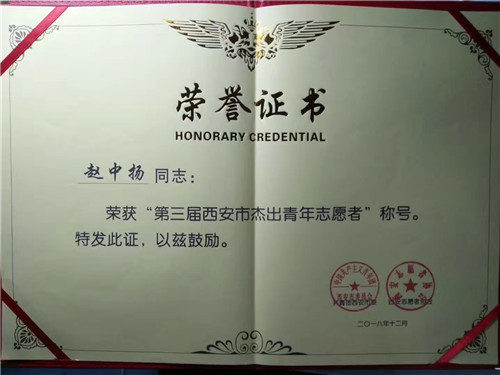 荣誉证书
HONORARY CREDENTIAL
赵中扬 同志：
荣获“第三届西安市杰出青年志愿者”称号。
特发此证，以兹鼓励。
二〇一八年十二月